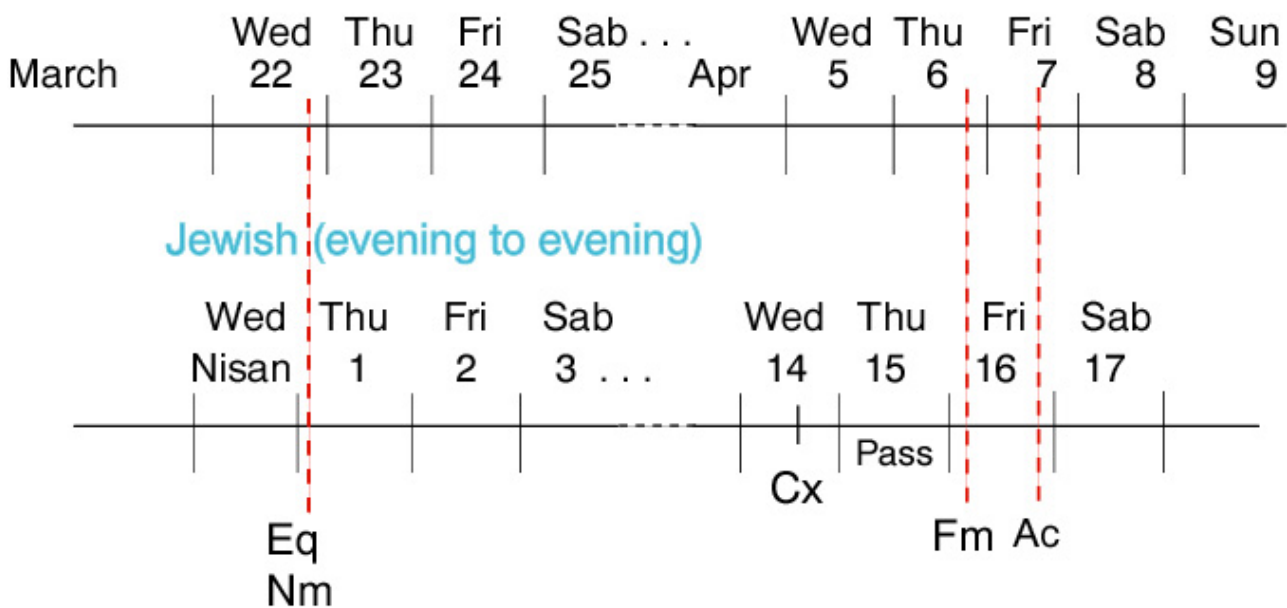 Wed Thu Fri Sab . . . Wed Thu Fri Sab Sun
March 22 23 24 25 Apr 5 6 7 8 9
Jewish (evening to evening)
Wed Thu Fri Sab Wed Thu Fri Sab
Nisan 1 2 3 . . . 14 15 16 17
Pass
Cx
Fm Ac
Eq
Nm